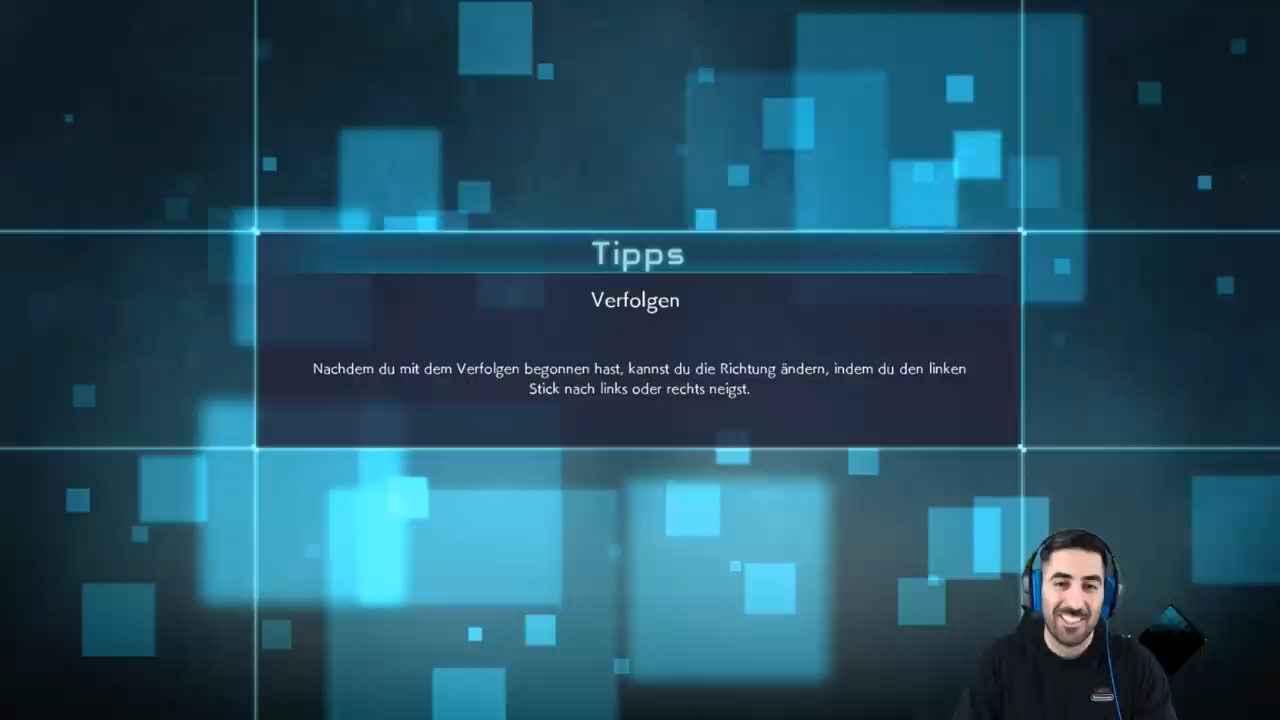 Tipps
Verfolgen
Nachdem du mit dem Verfolgen begonnen hast, kannst du die Richtung ändern, indem du den linken
Stick nach links oder rechts neigst.